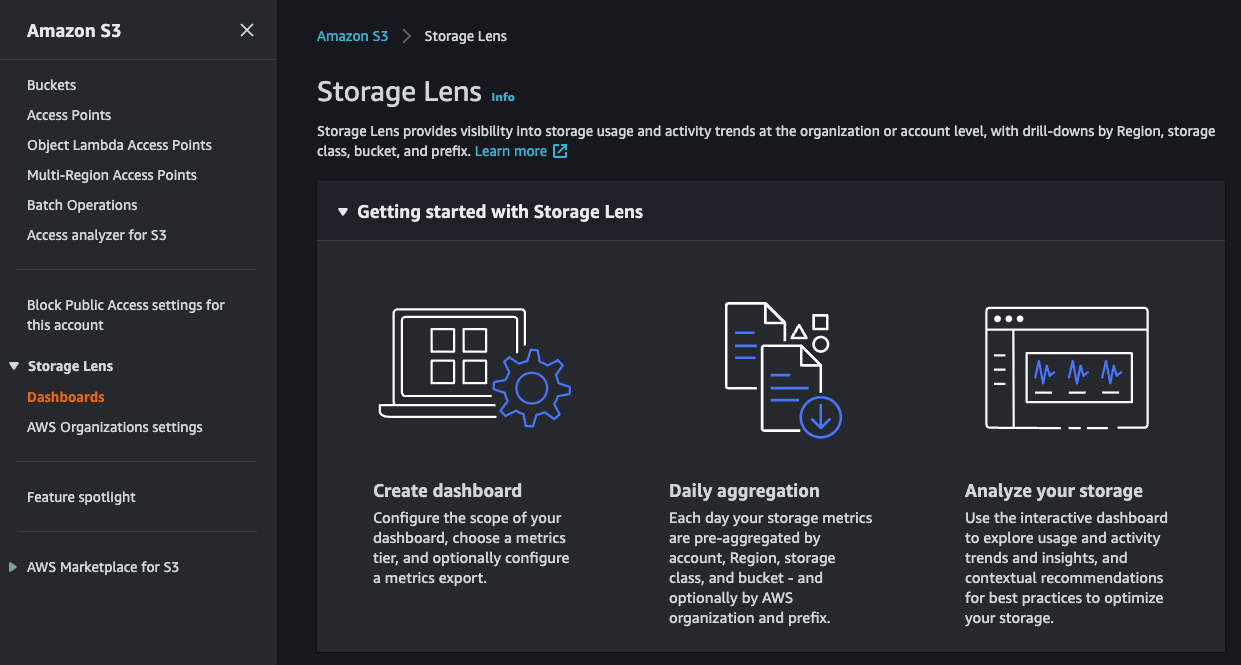 Amazon S3
Buckets
Access Points
Object Lambda Access Points
Multi-Region Access Points
Batch Operations
Access analyzer for S3
Block Public Access settings for
this account
Storage Lens
Dashboards
AWS Organizations settings
Feature spotlight
AWS Marketplace for S3
Amazon S3 > Storage Lens
Storage Lens Info
Storage Lens provides visibility into storage usage and activity trends at the organization or account level, with drill-downs by Region, storage
class, bucket, and prefix. Learn more
Getting started with Storage Lens
Create dashboard
Configure the scope of your
dashboard, choose a metrics
tier, and optionally configure
a metrics export.
Daily aggregation
Each day your storage metrics
are pre-aggregated by
account, Region, storage
class, and bucket - and
optionally by AWS
organization and prefix.
Analyze your storage
Use the interactive dashboard
to explore usage and activity
trends and insights, and
contextual recommendations
for best practices to optimize
your storage.